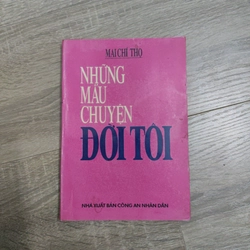 MAI CHÍ THỌ
NHỮNG
MẨU
CHUYỆN
ĐỜI TÔI
NHÀ XUẤT BẢN CÔNG AN NHÂN DÂN